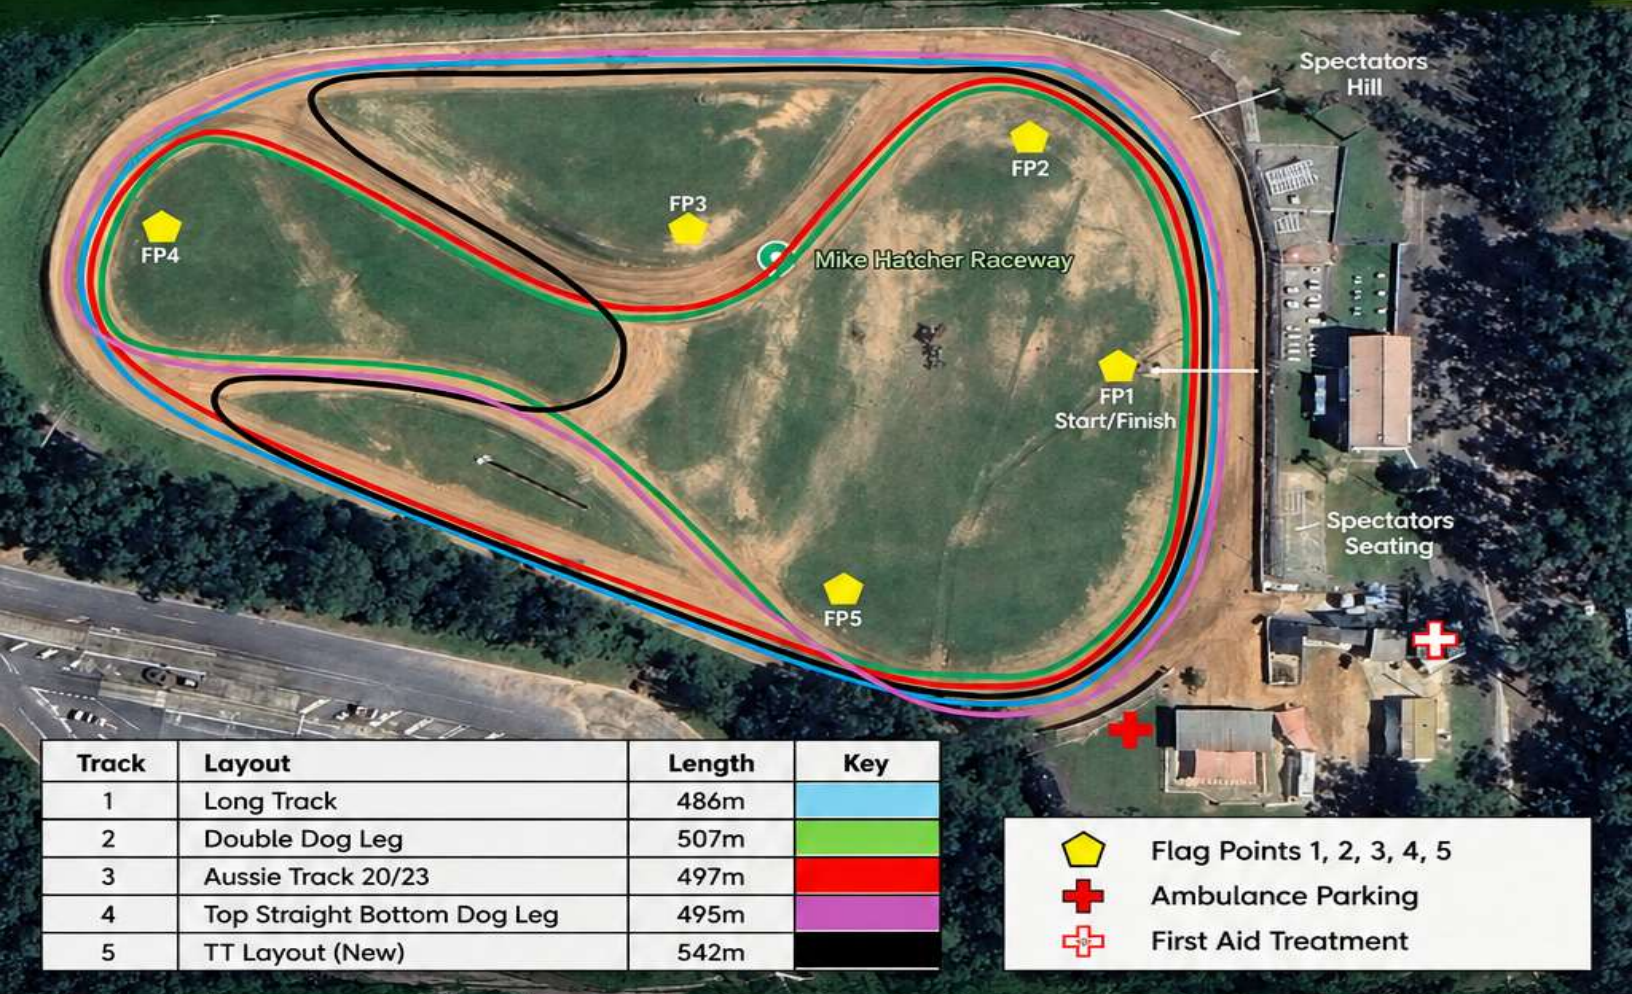 Spectators
Hill
FP2
FP3
FP4
Mike Hatcher Raceway
FP1
Start/Finish
Spectators
Seating
FP5
Track Layout Length Key
1 Long Track 486m
2 Double Dog Leg 507m
3 Aussie Track 20/23 497m
4 Top Straight Bottom Dog Leg 495m
5 TT Layout (New) 542m
Flag Points 1, 2, 3, 4, 5
Ambulance Parking
First Aid Treatment